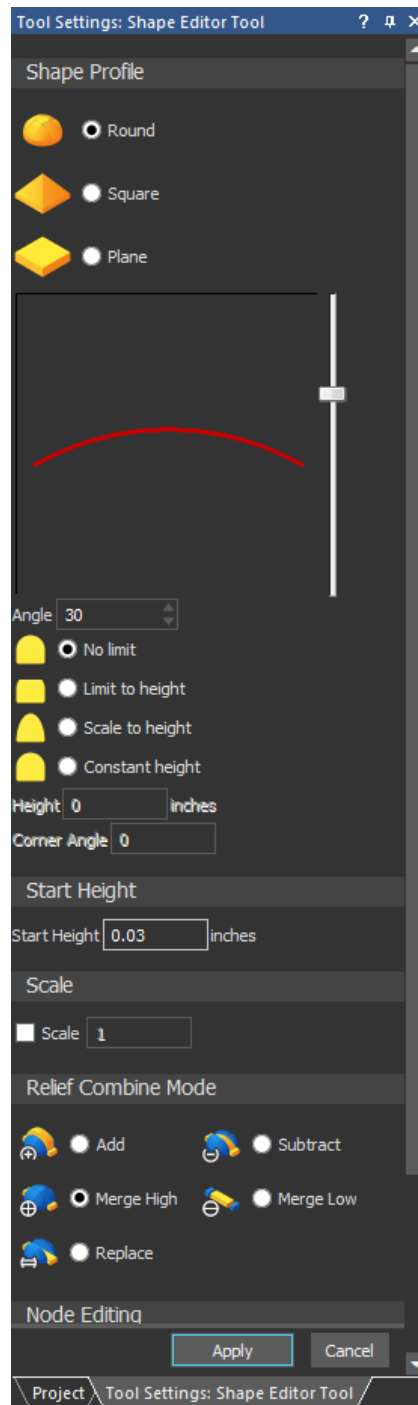 Tool Settings: Shape Editor Tool ?
Shape Profile
Round
Square
Plane
Angle 30
No limit
Limit to height
Scale to height
Constant height
Height 0 inches
Corner Angle 0
Start Height
Start Height 0.03 inches
Scale
Scale 1
Relief Combine Mode
Add Subtract
Merge High Merge Low
Replace
Node Editing
Apply Cancel
Project Tool Settings: Shape Editor Tool